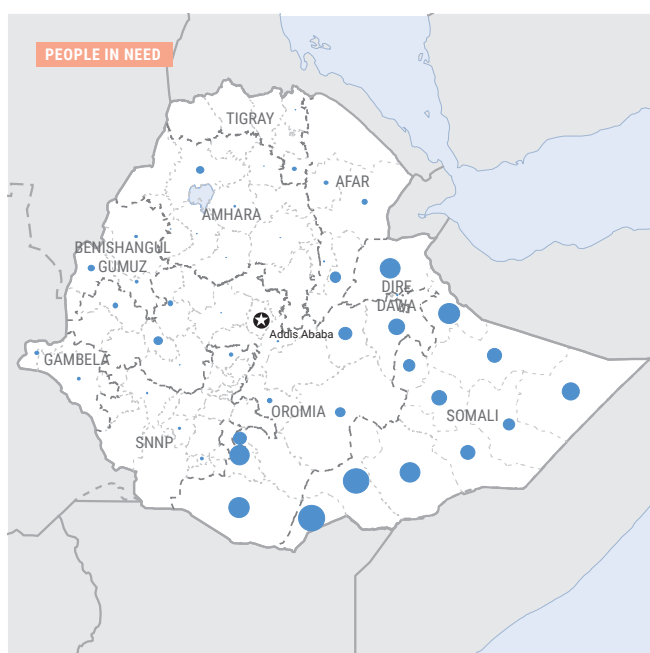 PEOPLE IN NEED
TIGRAY
AFAR
AMHARA
BENISHANGUL
GUMUZ
DIRE
DAWA
Addis Ababa
GAMBELA
OROMIA
SOMALI
SNNP